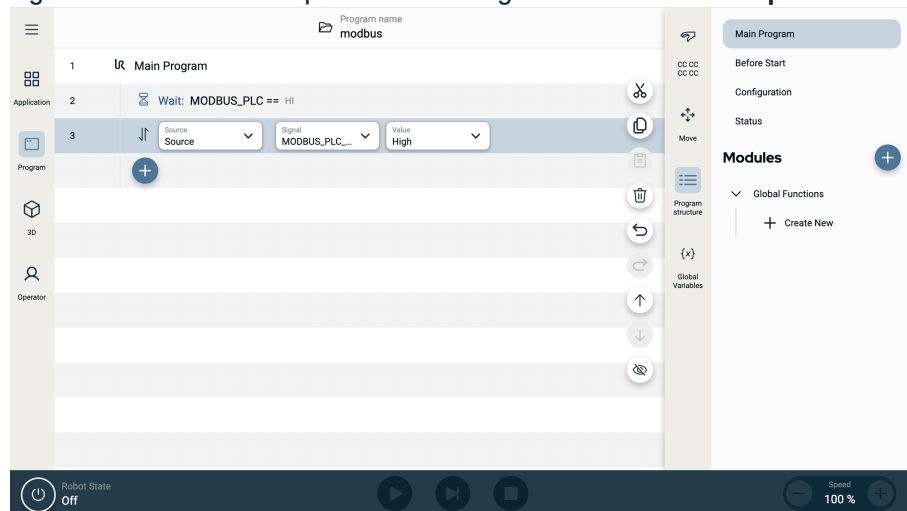 Program name
modbus
1
Main Program
2
Wait: MODBUS_PLC == HI
3
Source
Source
Signal
MODBUS_PLC_...
Value
High
Application
Program
3D
Operator
CC CC
CC CC
Move
Program
structure
{x}
Global
Variables
Main Program
Before Start
Configuration
Status
Modules
Global Functions
Create New
Robot State
Off
Speed
100 %